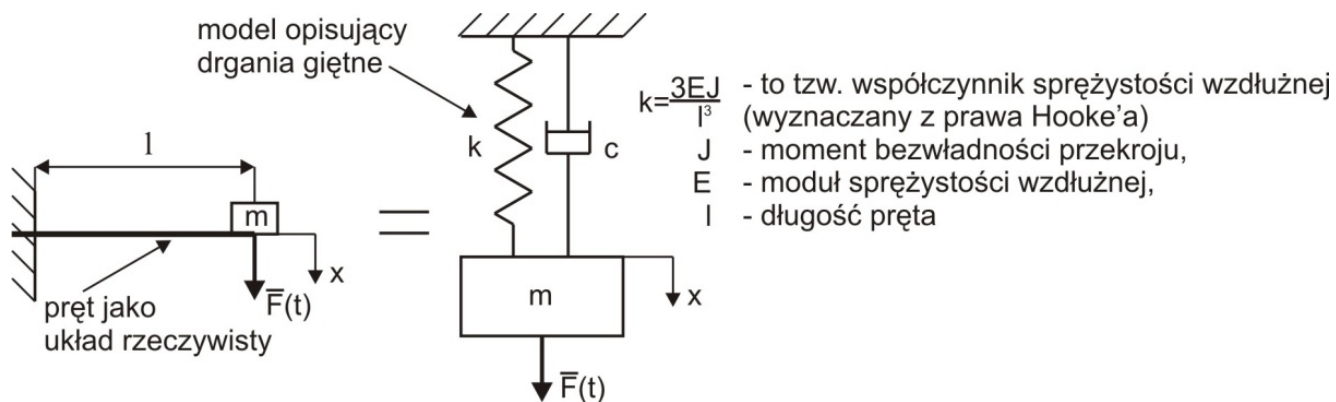 model opisujący
drgania giętne
k
c
m
x
F̅(t)
l
m
x
F̅(t)
pręt jako
układ rzeczywisty
=
k=3EJ/l³ - to tzw. współczynnik sprężystości wzdłużnej
(wyznaczany z prawa Hooke'a)
J - moment bezwładności przekroju,
E - moduł sprężystości wzdłużnej,
l - długość pręta